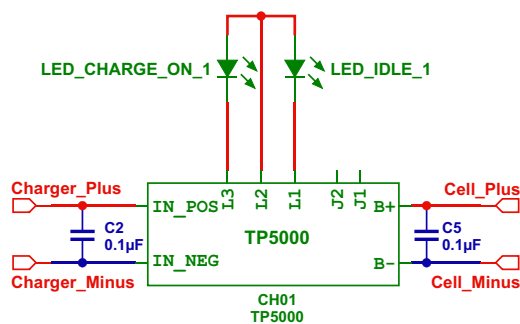 LED_CHARGE_ON_1
LED_IDLE_1
L3
L2
L1
J2
J1
Charger_Plus
Cell_Plus
IN_POS
B+
C2
0.1µF
TP5000
C5
0.1µF
IN_NEG
B-
Charger_Minus
Cell_Minus
CH01
TP5000